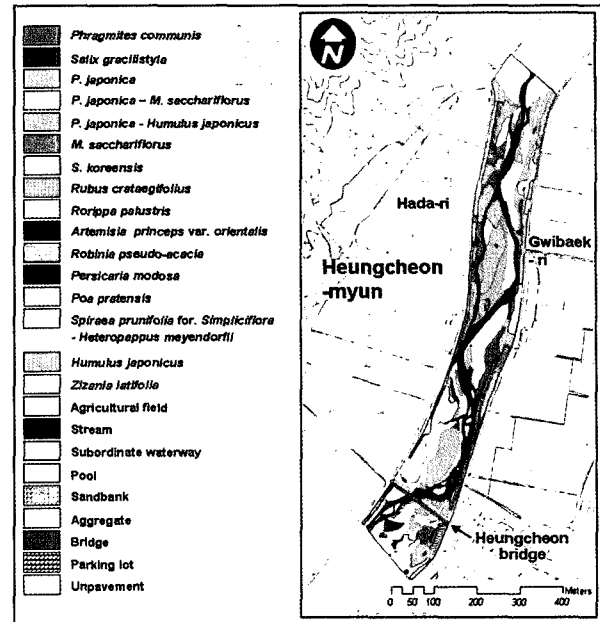 Phragmites communis
Salix gracilistyla
P. japonica
P. japonica – M. sacchariflorus
P. japonica - Humulus japonicus
M. sacchariflorus
S. koreensis
Rubus crataegifolius
Rorippa palustris
Artemisia princeps var. orientalis
Robinia pseudo-acacia
Persicaria modosa
Poa pratensis
Spiraea prunifolia for. Simpliciflora
- Heteropappus meyendorfii
Humulus japonicus
Zizania latifolia
Agricultural field
Stream
Subordinate waterway
Pool
Sandbank
Aggregate
Bridge
Parking lot
Unpavement
N
Hada-ri
Gwibaek
- ri
Heungcheon
-myun
Heungcheon
bridge
Meters
0 50 100 200 300 400